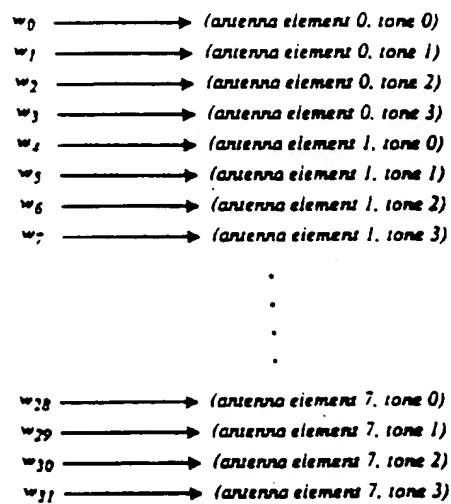 w0 → (antenna element 0, tone 0)
w1 → (antenna element 0, tone 1)
w2 → (antenna element 0, tone 2)
w3 → (antenna element 0, tone 3)
w4 → (antenna element 1, tone 0)
w5 → (antenna element 1, tone 1)
w6 → (antenna element 1, tone 2)
w7 → (antenna element 1, tone 3)
.
.
.
.
w28 → (antenna element 7, tone 0)
w29 → (antenna element 7, tone 1)
w30 → (antenna element 7, tone 2)
w31 → (antenna element 7, tone 3)